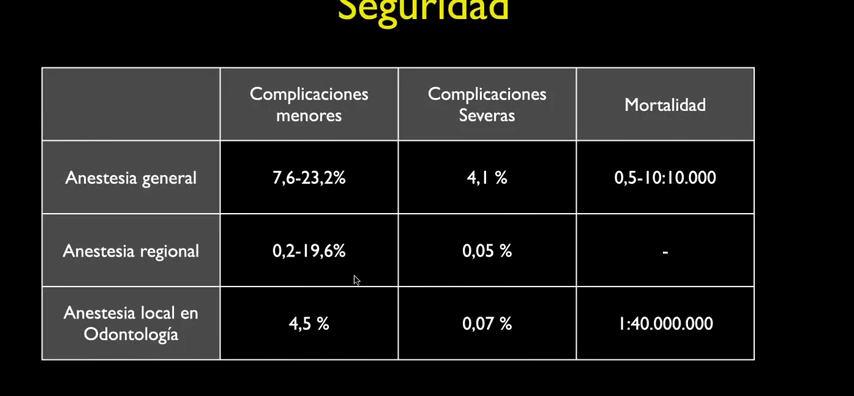 Seguridad
Complicaciones menores
Complicaciones Severas
Mortalidad
Anestesia general
7,6-23,2%
4,1 %
0,5-10:10.000
Anestesia regional
0,2-19,6%
0,05 %
-
Anestesia local en
Odontología
4,5 %
0,07 %
1:40.000.000